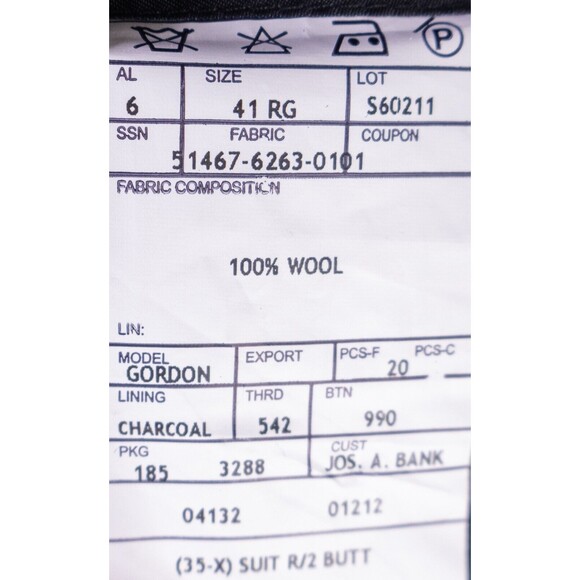 P
AL SIZE LOT
6 41 RG S60211
SSN FABRIC COUPON
51467-6263-0101
FABRIC COMPOSITION
100% WOOL
LIN:
MODEL EXPORT PCS-F PCS-C
GORDON 20
LINING THRD BTN
CHARCOAL 542 990
PKG CUST
185 3288 JOS. A. BANK
04132 01212
(35-X) SUIT R/2 BUTT